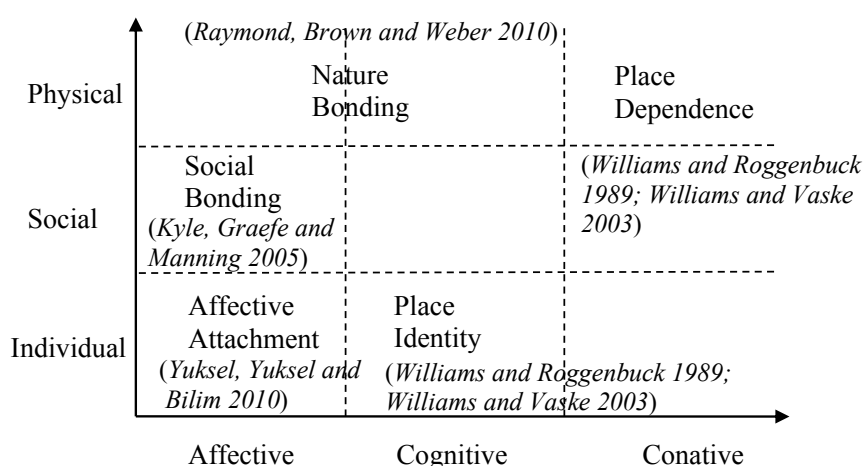 (Raymond, Brown and Weber 2010)
Physical
Nature
Bonding
Place
Dependence
Social
Social
Bonding
(Kyle, Graefe and
Manning 2005)
(Williams and Roggenbuck
1989; Williams and Vaske
2003)
Individual
Affective
Attachment
(Yuksel, Yuksel and
Bilim 2010)
Place
Identity
(Williams and Roggenbuck 1989;
Williams and Vaske 2003)
Affective
Cognitive
Conative